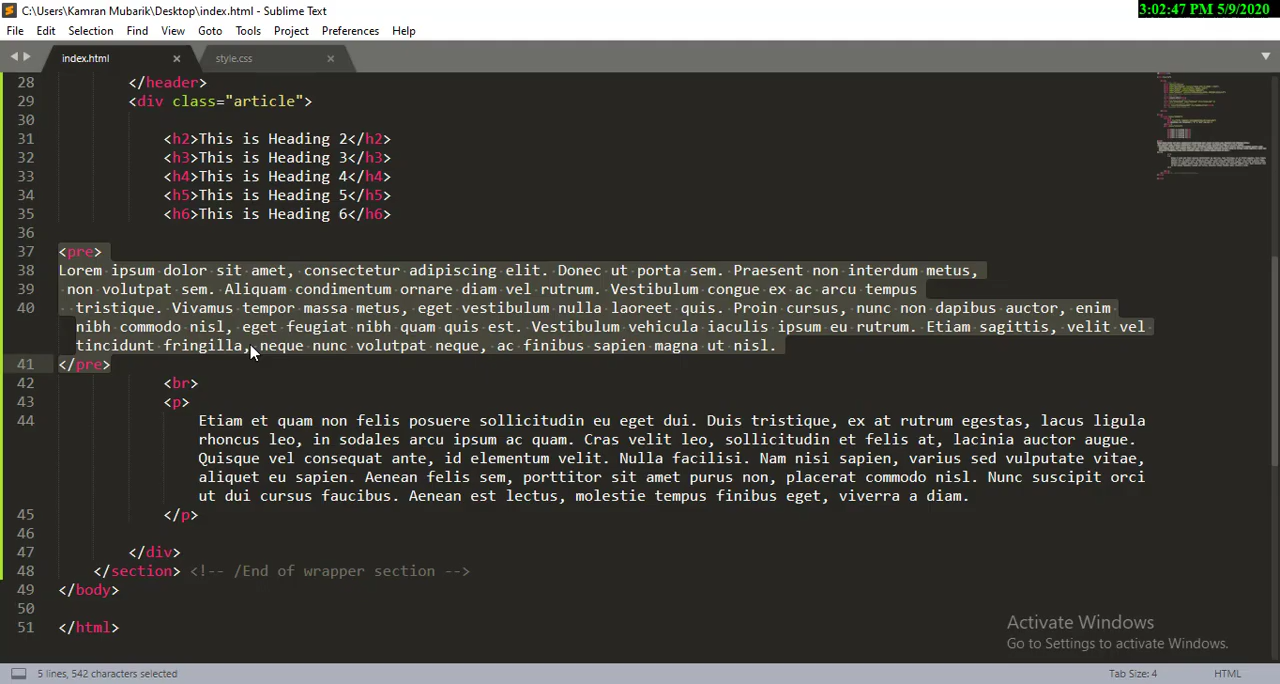 C:\Users\Kamran Mubarik\Desktop\index.html - Sublime Text
3:02:47 PM 5/9/2020
File Edit Selection Find View Goto Tools Project Preferences Help
index.html × style.css ×
28 </header>
29 <div class="article">
30
31 <h2>This is Heading 2</h2>
32 <h3>This is Heading 3</h3>
33 <h4>This is Heading 4</h4>
34 <h5>This is Heading 5</h5>
35 <h6>This is Heading 6</h6>
36
37 <pre>
38 Lorem ipsum dolor sit amet, consectetur adipiscing elit. Donec ut porta sem. Praesent non interdum metus,
39 non volutpat sem. Aliquam condimentum ornare diam vel rutrum. Vestibulum congue ex ac arcu tempus
40 tristique. Vivamus tempor massa metus, eget vestibulum nulla laoreet quis. Proin cursus, nunc non dapibus auctor, enim
nibh commodo nisl, eget feugiat nibh quam quis est. Vestibulum vehicula iaculis ipsum eu rutrum. Etiam sagittis, velit vel
tincidunt fringilla, neque nunc volutpat neque, ac finibus sapien magna ut nisl.
41 </pre>
42 <br>
43 <p>
44 Etiam et quam non felis posuere sollicitudin eu eget dui. Duis tristique, ex at rutrum egestas, lacus ligula
rhoncus leo, in sodales arcu ipsum ac quam. Cras velit leo, sollicitudin et felis at, lacinia auctor augue.
Quisque vel consequat ante, id elementum velit. Nulla facilisi. Nam nisi sapien, varius sed vulputate vitae,
aliquet eu sapien. Aenean felis sem, porttitor sit amet purus non, placerat commodo nisl. Nunc suscipit orci
ut dui cursus faucibus. Aenean est lectus, molestie tempus finibus eget, viverra a diam.
45 </p>
46
47 </div>
48 </section> <!-- /End of wrapper section -->
49 </body>
50
51 </html>
Activate Windows
Go to Settings to activate Windows.
5 lines, 542 characters selected
Tab Size: 4
HTML